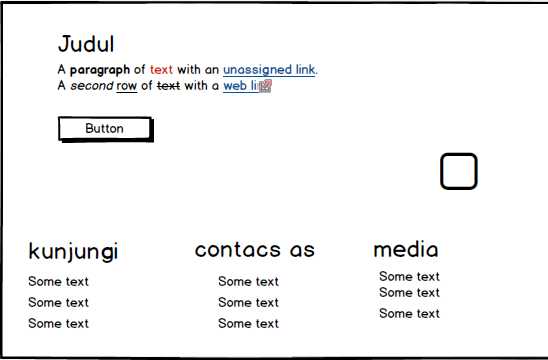 Judul
A paragraph of text with an unassigned link.
A second row of text with a web li
Button
kunjungi
Some text
Some text
Some text
contacs as
Some text
Some text
Some text
media
Some text
Some text
Some text